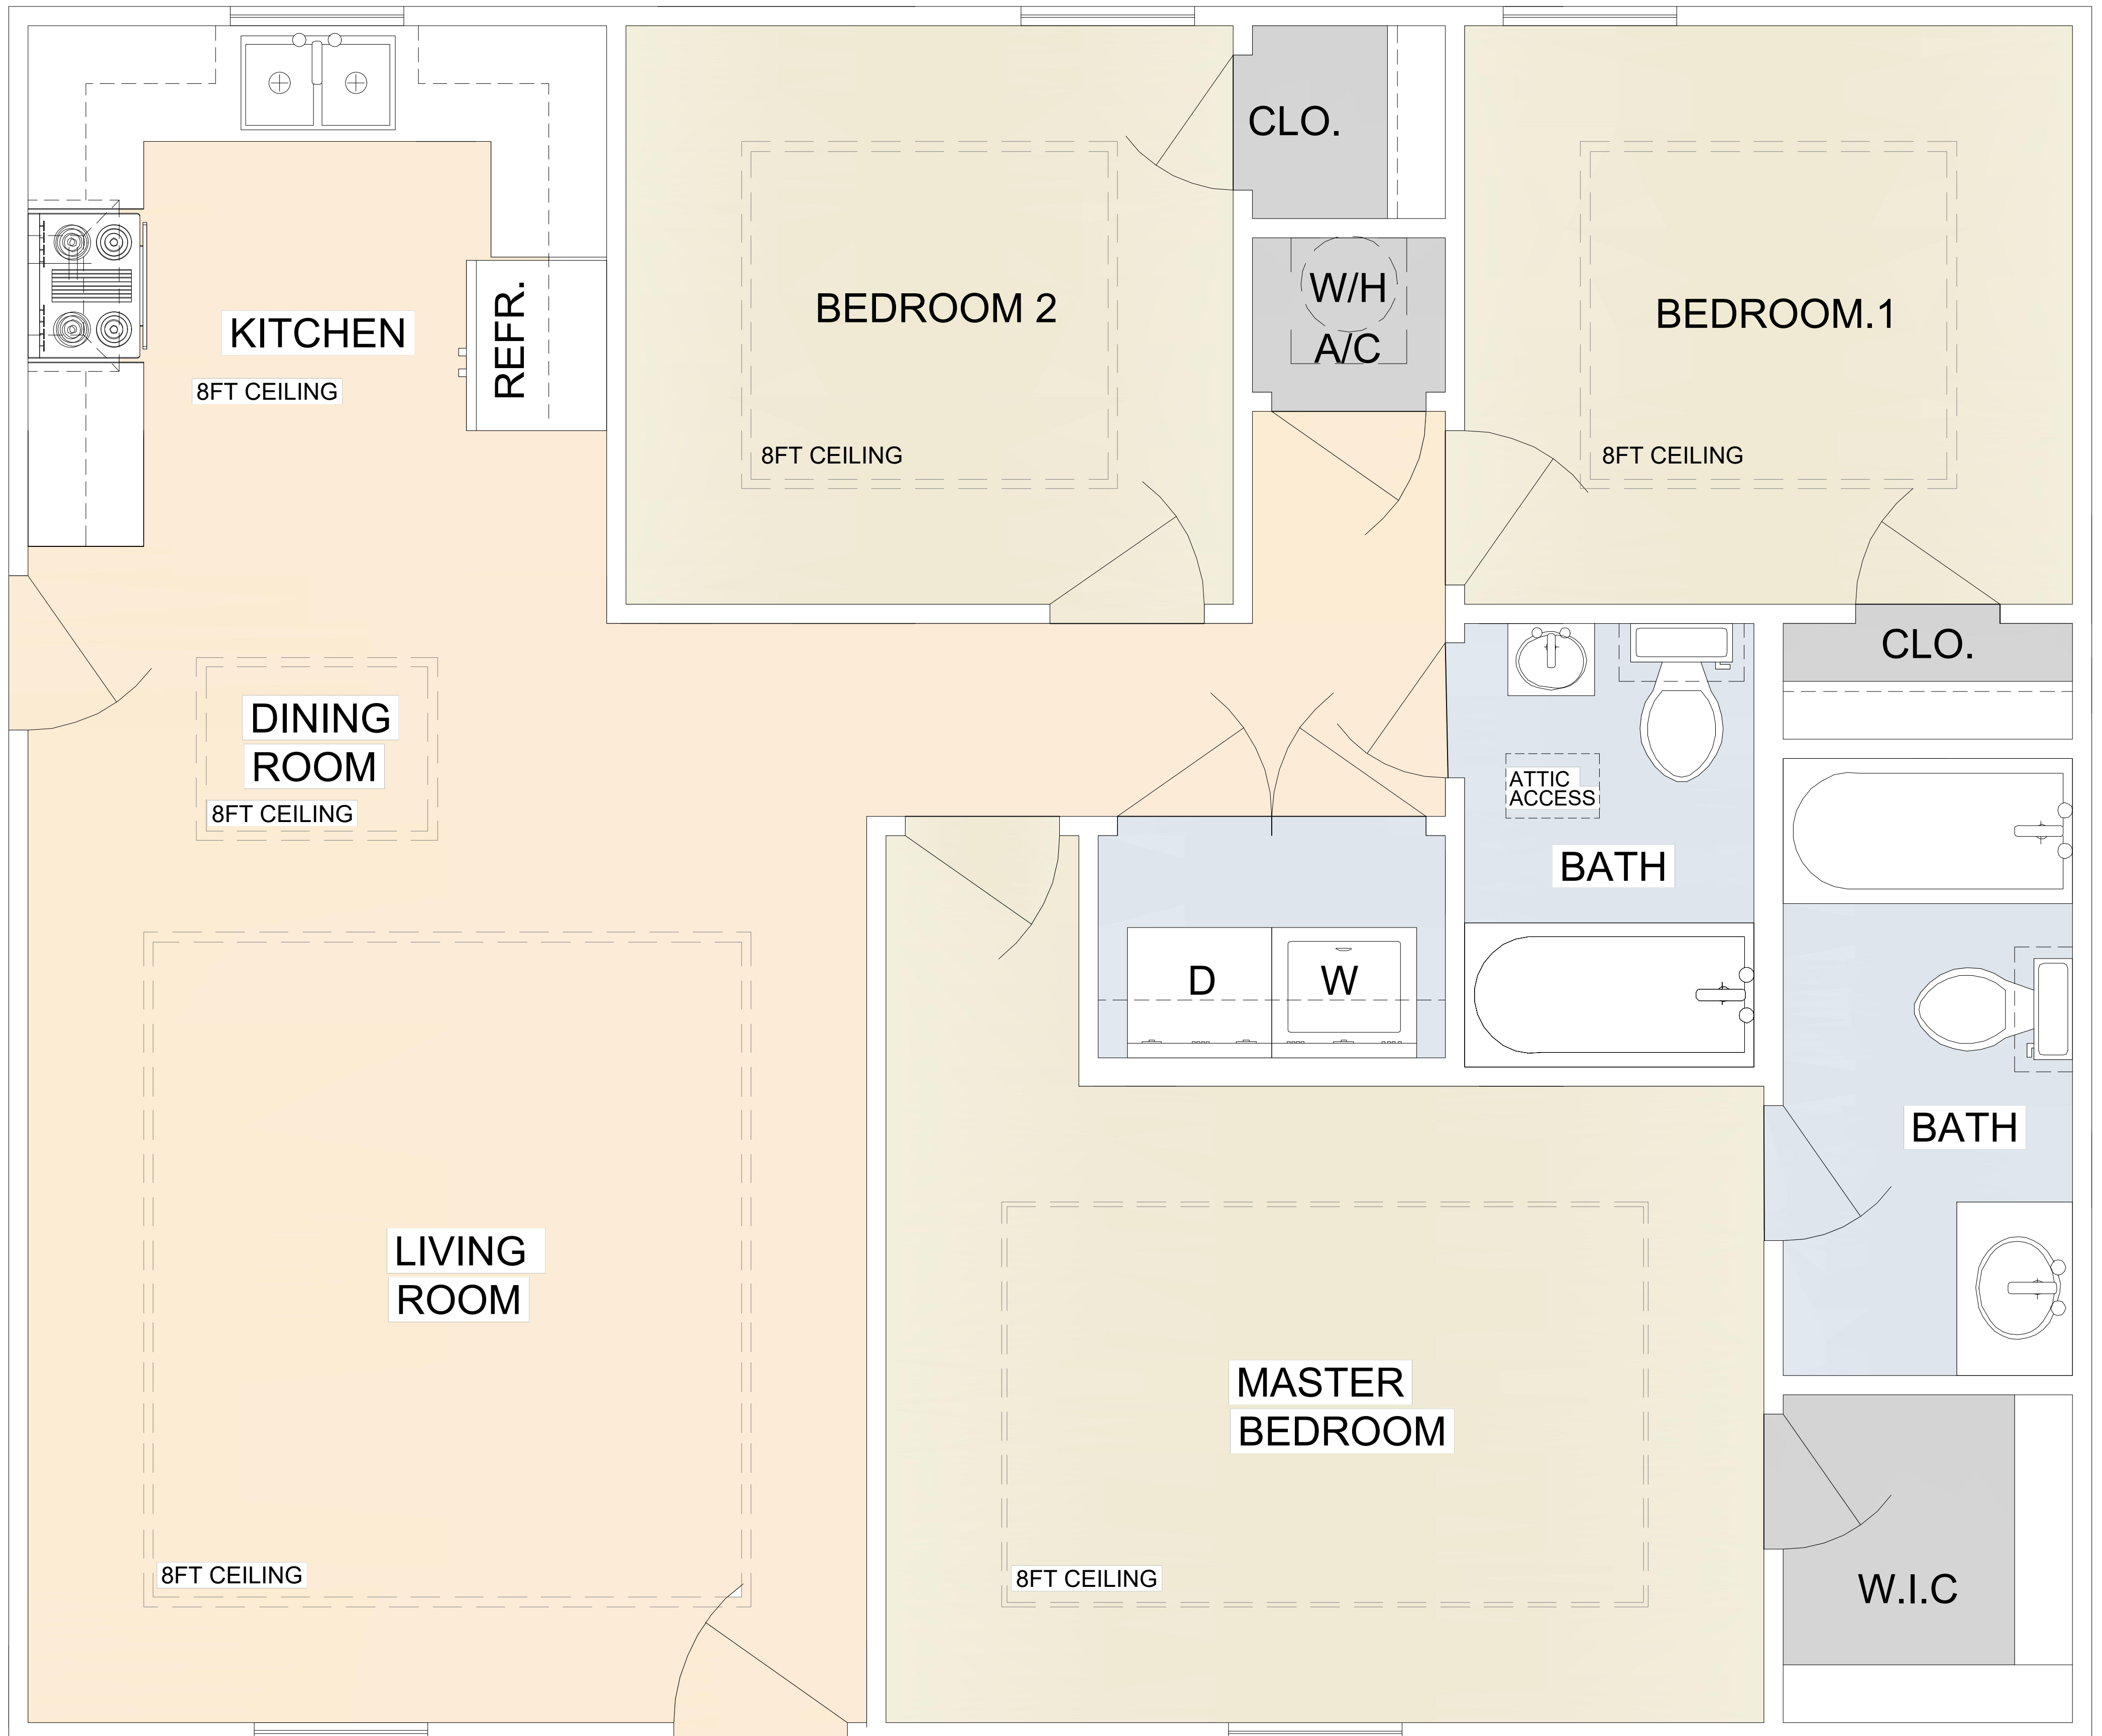 CLO.
W/H
A/C
BEDROOM 2
BEDROOM.1
REFR.
KITCHEN
8FT CEILING
8FT CEILING
8FT CEILING
CLO.
DINING
ROOM
8FT CEILING
ATTIC
ACCESS
BATH
D
W
BATH
LIVING
ROOM
MASTER
BEDROOM
8FT CEILING
8FT CEILING
W.I.C